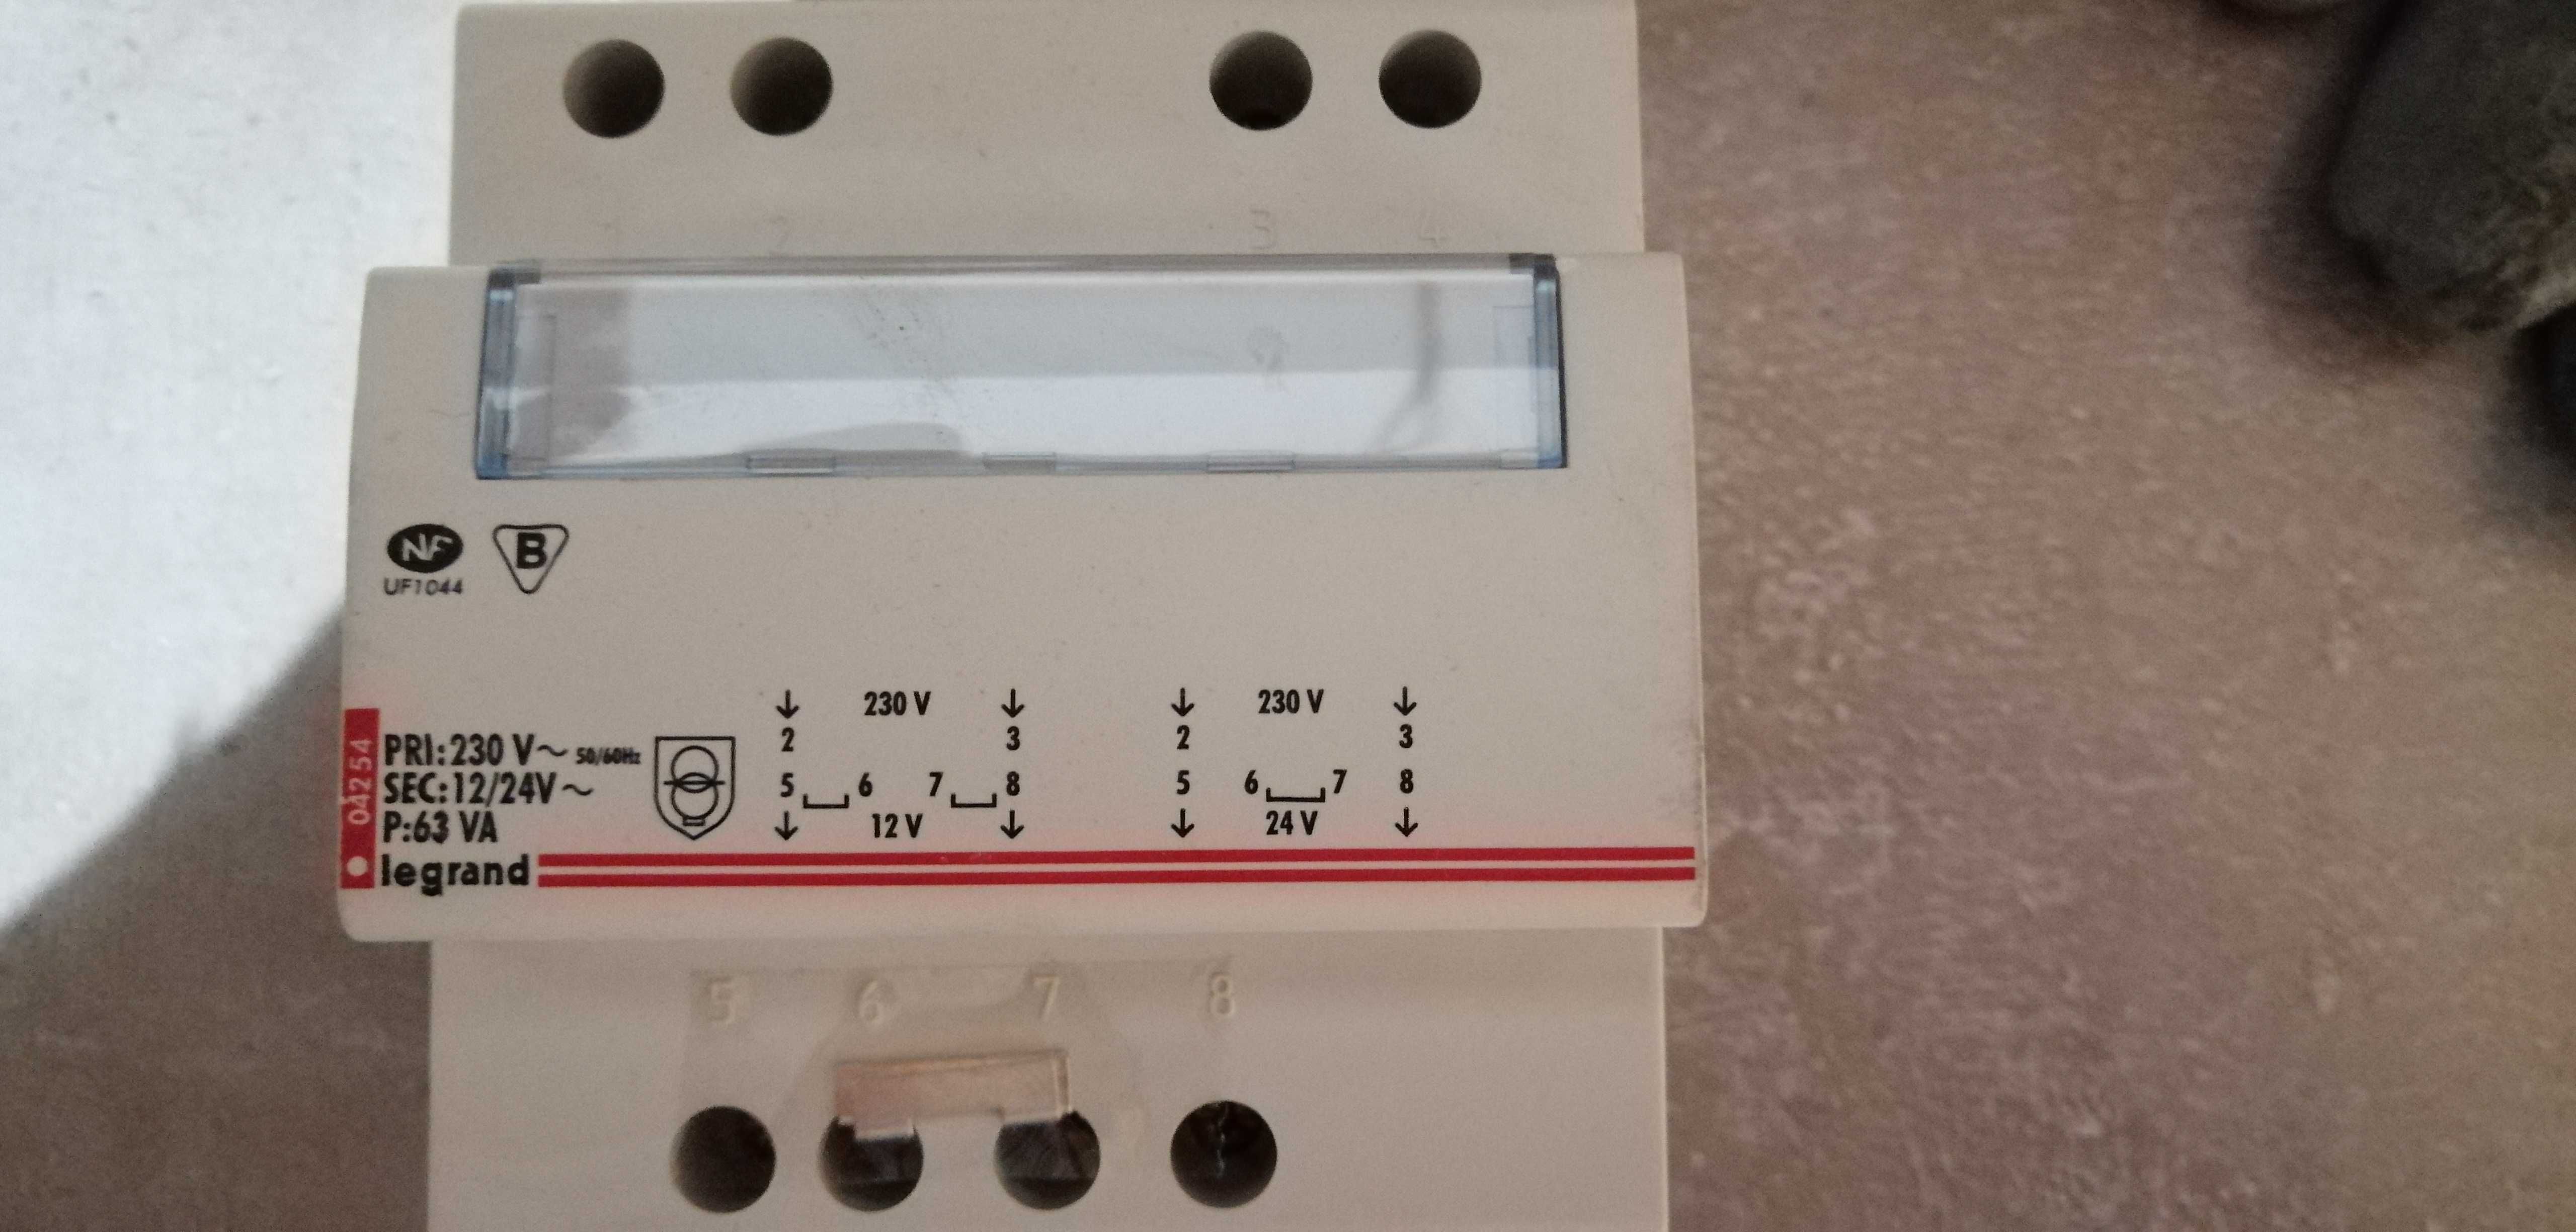 1 2 3 4
NF B
UF1044
↓ 230 V ↓ ↓ 230 V ↓
2 3 2 3
PRI:230 V~ 50/60Hz
5 6 7 8 5 6 7 8
SEC:12/24V~
↓ 12 V ↓ ↓ 24 V ↓
P:63 VA
04254
legrand
5 6 7 8